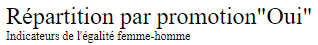 Répartition par promotion"Oui"
Indicateurs de l'égalité femme-homme